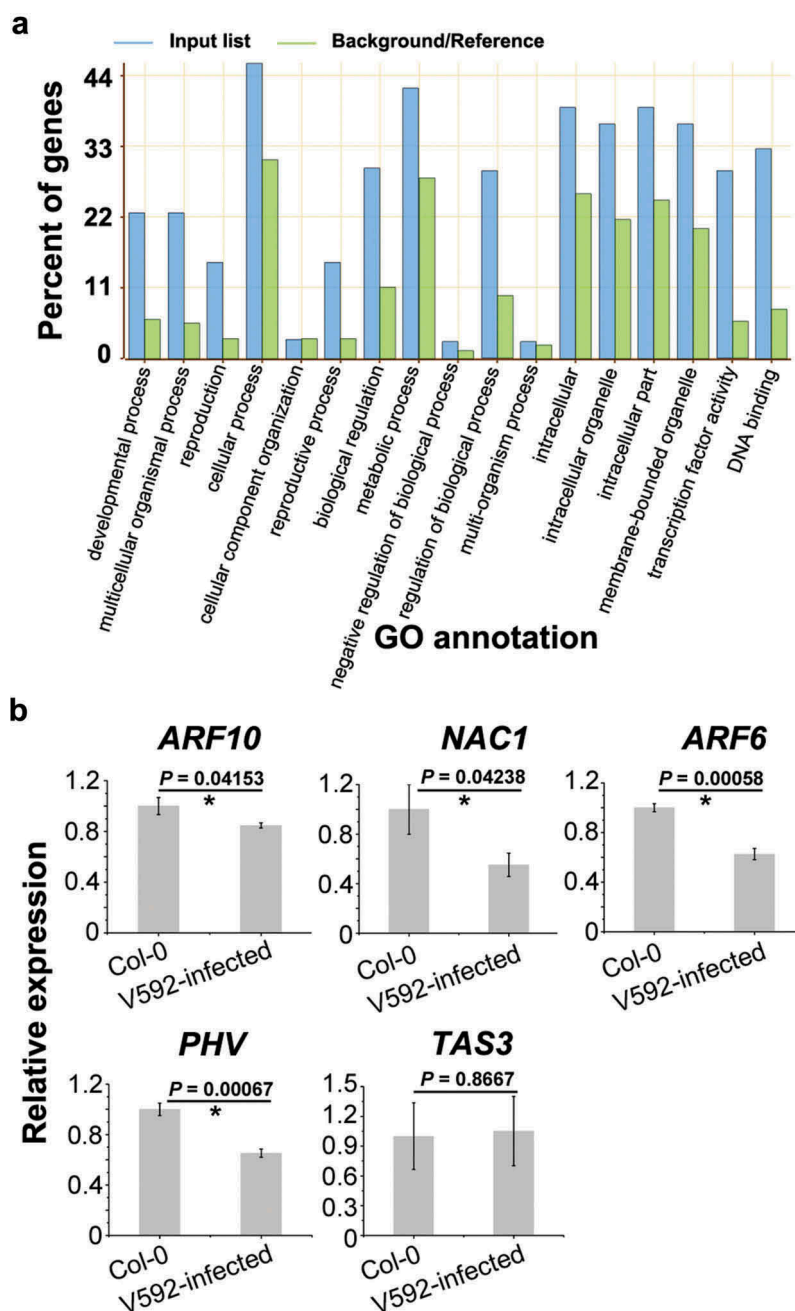 a
Input list Background/Reference
Percent of genes
44
33
22
11
0
developmental process
multicellular organismal process
reproduction
cellular process
cellular component organization
reproductive process
biological regulation
metabolic process
negative regulation of biological process
regulation of biological process
multi-organism process
intracellular
intracellular organelle
intracellular part
membrane-bounded organelle
transcription factor activity
DNA binding
GO annotation
b
Relative expression
ARF10
P = 0.04153
*
1.2
0.8
0.4
0
Col-0
V592-infected
NAC1
P = 0.04238
*
1.2
0.8
0.4
0
Col-0
V592-infected
ARF6
P = 0.00058
*
1.2
0.8
0.4
0
Col-0
V592-infected
PHV
P = 0.00067
*
1.2
0.8
0.4
0
Col-0
V592-infected
TAS3
P = 0.8667
1.5
1.2
0.9
0.6
0.3
0
Col-0
V592-infected